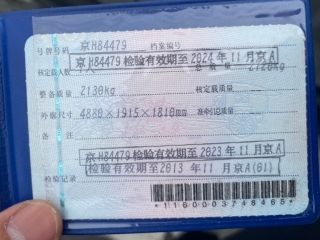 号牌号码 京H84479 档案编号
京H84479检验有效期至2024年11月京A
核定载人数 总质量 2720kg
整备质量 2130kg 核定载质量
外廓尺寸 4880×1915×1810mm 准牵引总质量
备 注
京H84479检验有效期至2023年11月京A
检验有效期至2013年11月京A(01)
检验记录
*1160003748465*